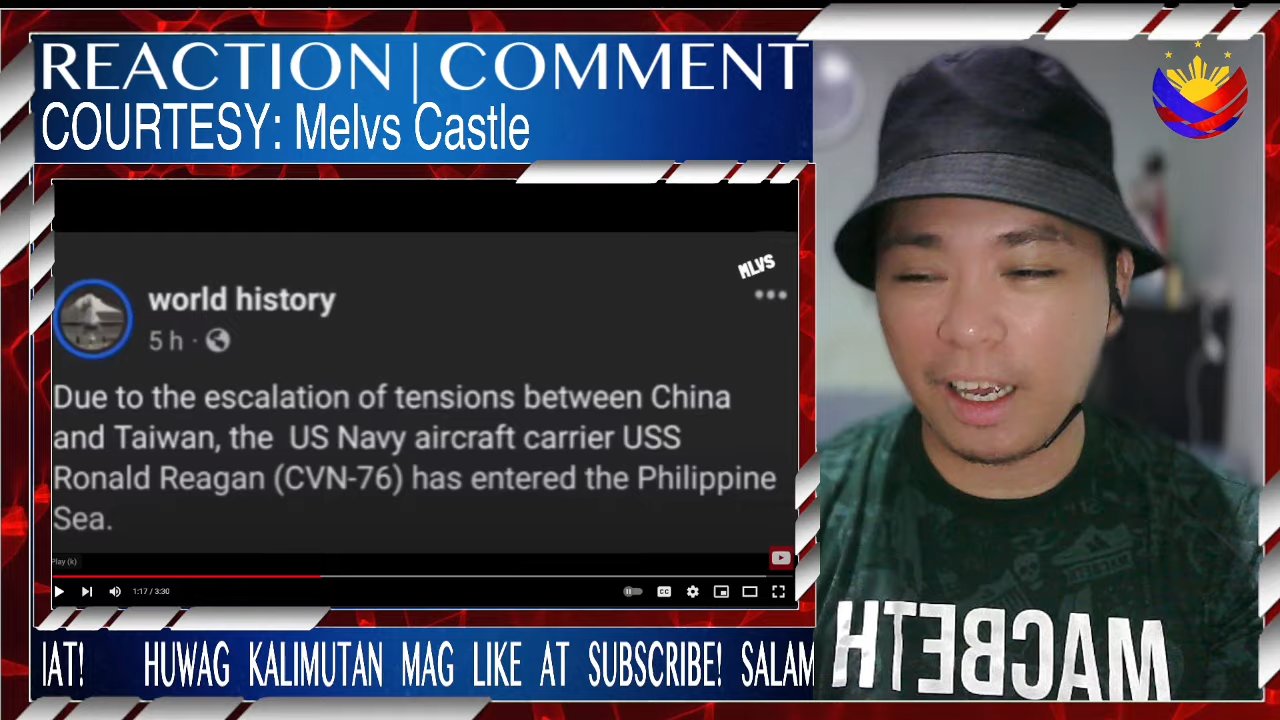 REACTION | COMMENT
COURTESY: Melvs Castle
MLVS
world history
5 h ·
Due to the escalation of tensions between China
and Taiwan, the US Navy aircraft carrier USS
Ronald Reagan (CVN-76) has entered the Philippine
Sea.
Play (k)
1:17 / 3:30
CC
IAT! HUWAG KALIMUTAN MAG LIKE AT SUBSCRIBE! SALAM
MACBETH